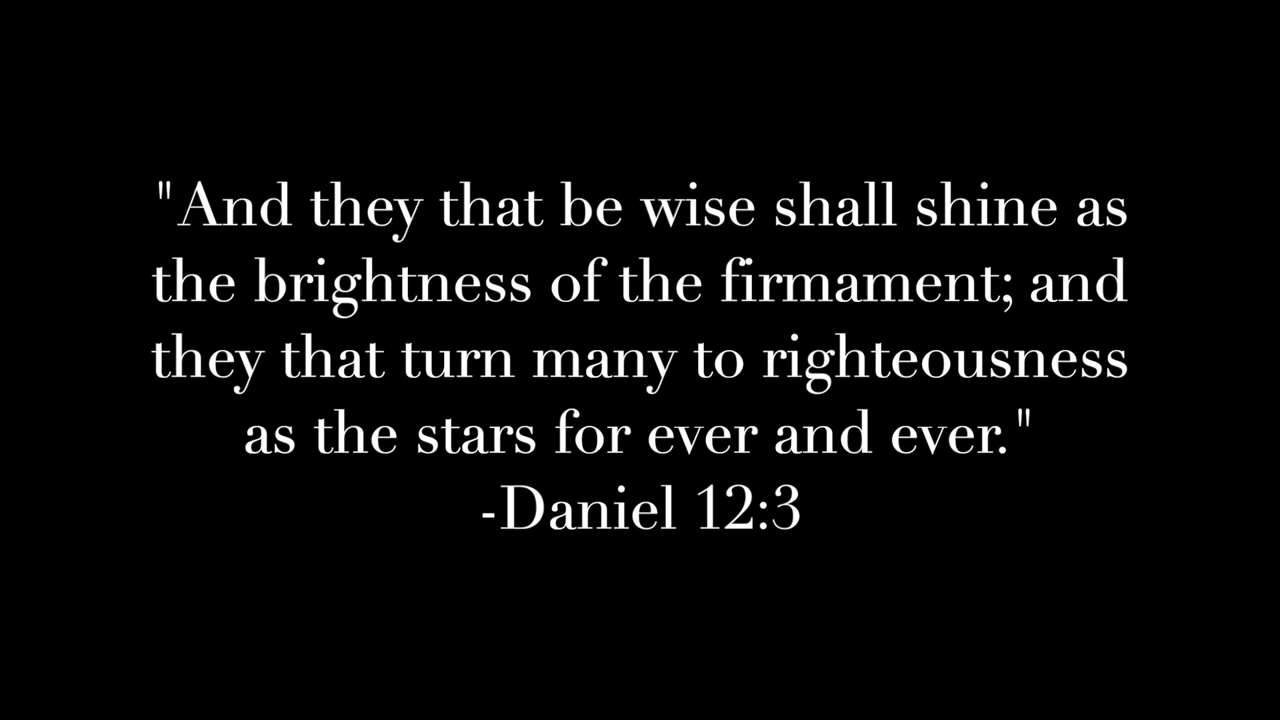 "And they that be wise shall shine as
the brightness of the firmament; and
they that turn many to righteousness
as the stars for ever and ever."
-Daniel 12:3